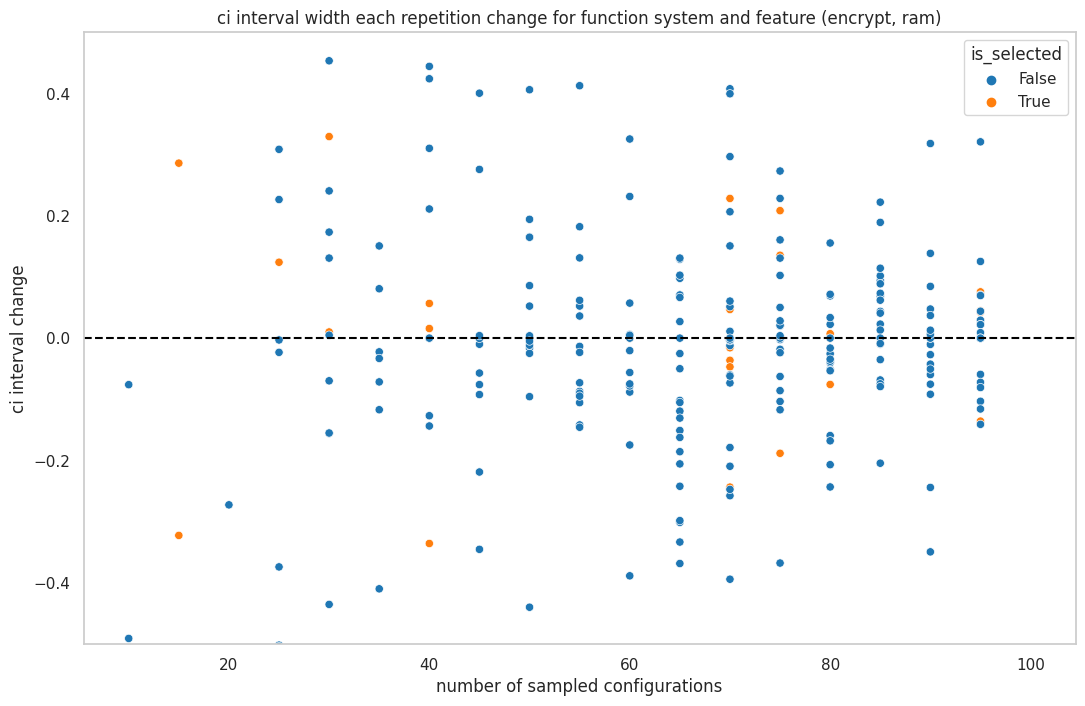 ci interval width each repetition change for function system and feature (encrypt, ram)
is_selected
False
True
ci interval change
0.4
0.2
0.0
−0.2
−0.4
20
40
60
80
100
number of sampled configurations